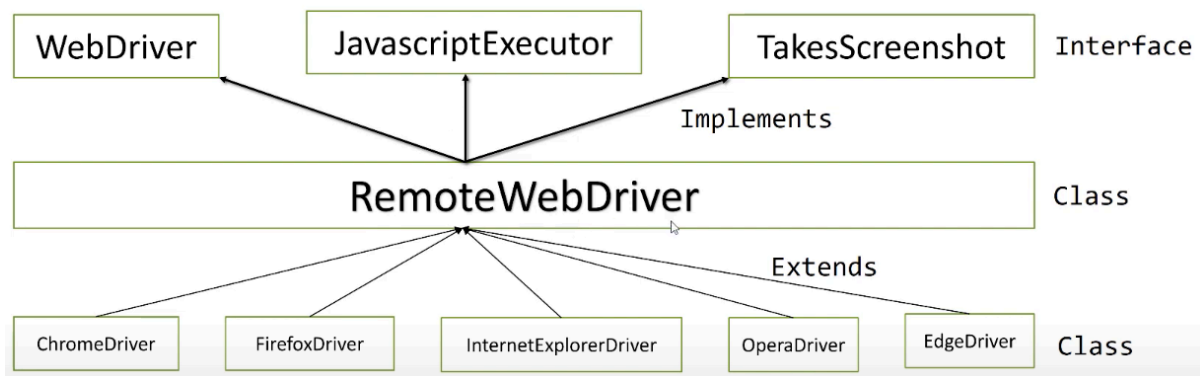 WebDriver
JavascriptExecutor
TakesScreenshot
Interface
Implements
RemoteWebDriver
Class
Extends
ChromeDriver
FirefoxDriver
InternetExplorerDriver
OperaDriver
EdgeDriver
Class